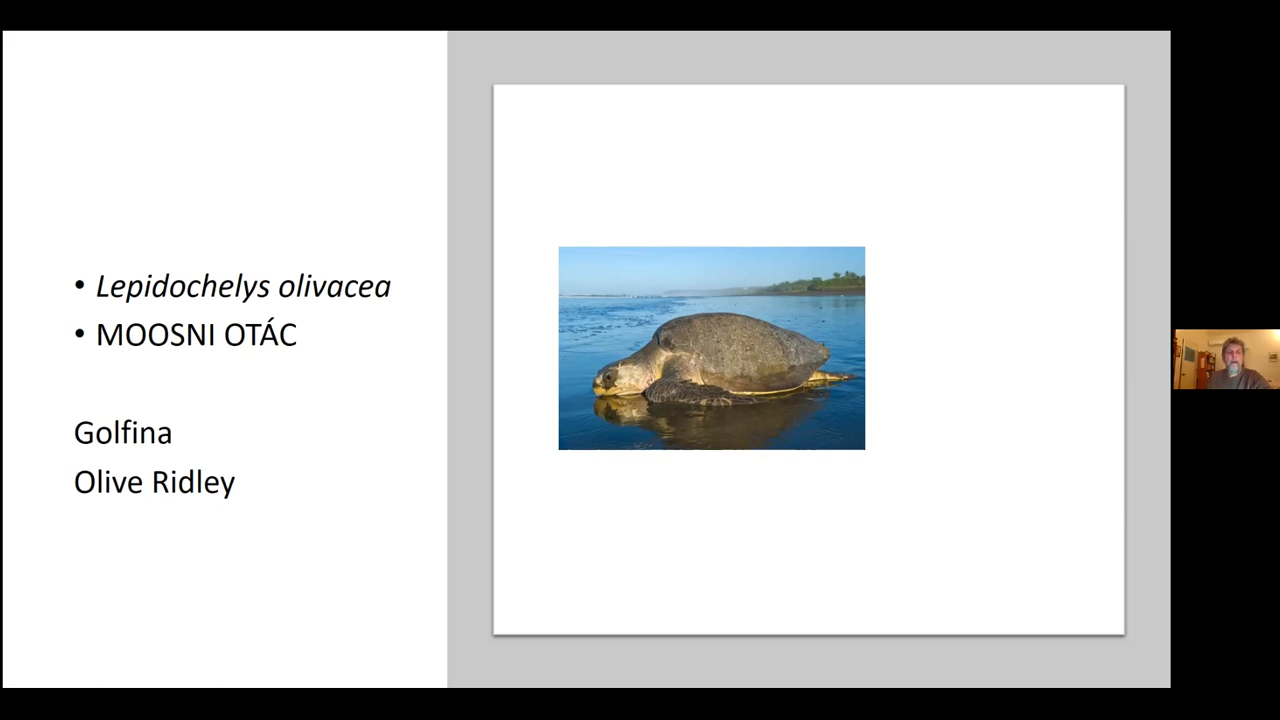 • Lepidochelys olivacea
• MOOSNI OTÁC
Golfina
Olive Ridley